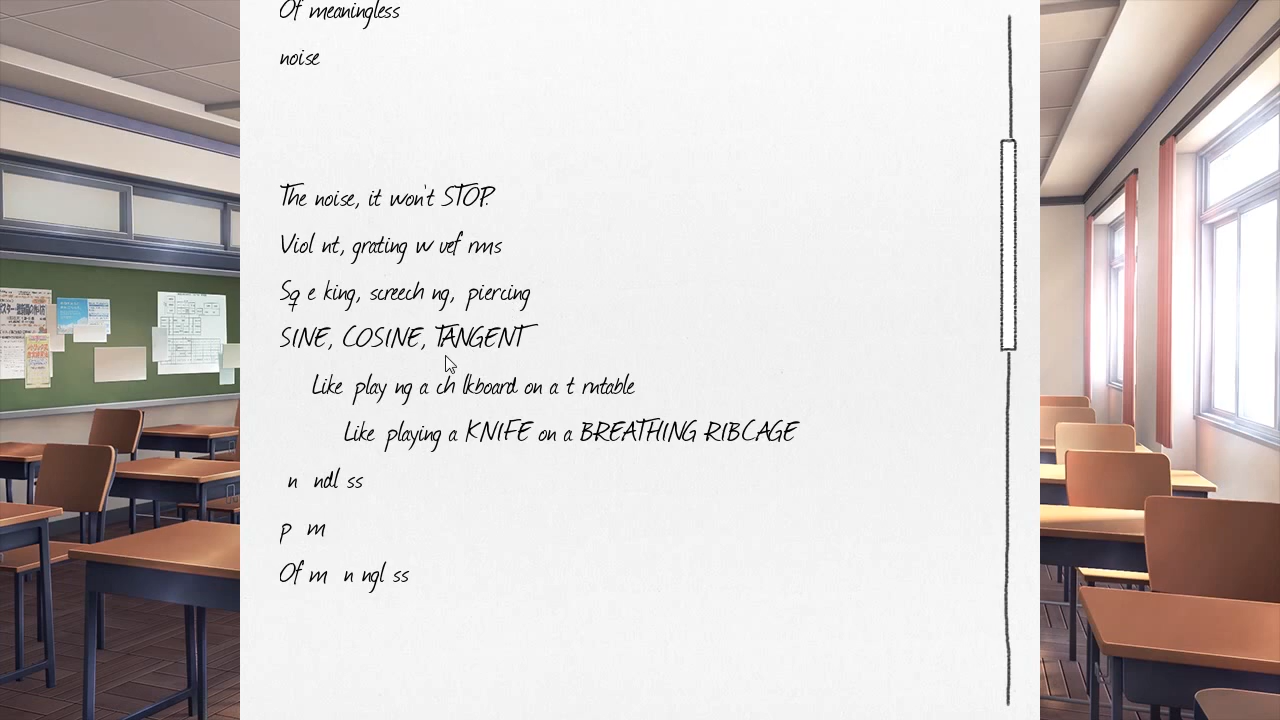 Of meaningless
noise
The noise, it won't STOP.
Viol nt, grating w vef rms
Sq e king, screech ng, piercing
SINE, COSINE, TANGENT
Like play ng a ch lkboard on a t rntable
Like playing a KNIFE on a BREATHING RIBCAGE
n ndl ss
p m
Of m n ngl ss